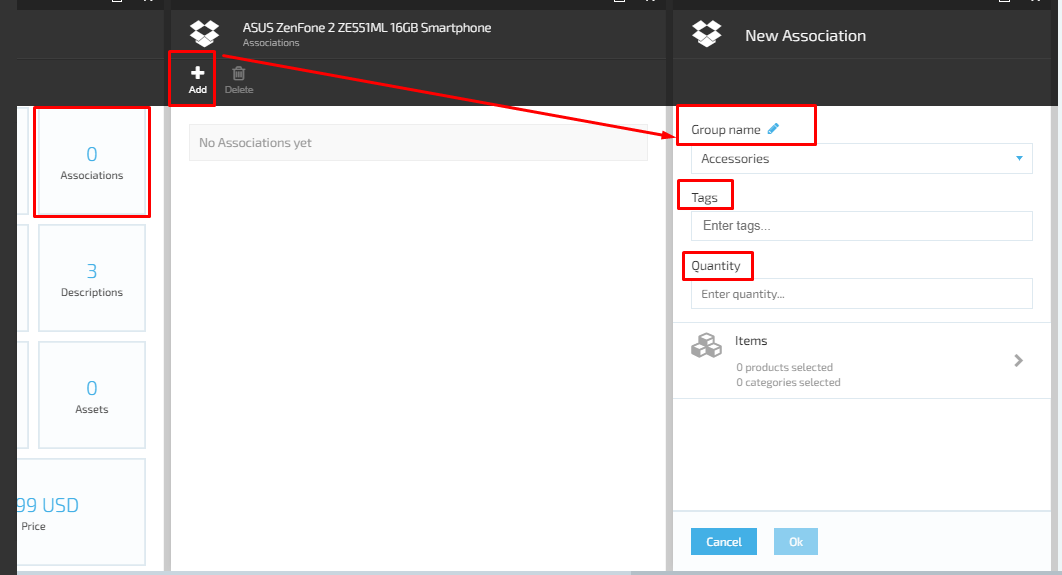 0
Associations
3
Descriptions
0
Assets
99 USD
Price
ASUS ZenFone 2 ZE551ML 16GB Smartphone
Associations
Add
Delete
No Associations yet
New Association
Group name
Accessories
Tags
Enter tags...
Quantity
Enter quantity...
Items
0 products selected
0 categories selected
Cancel
Ok